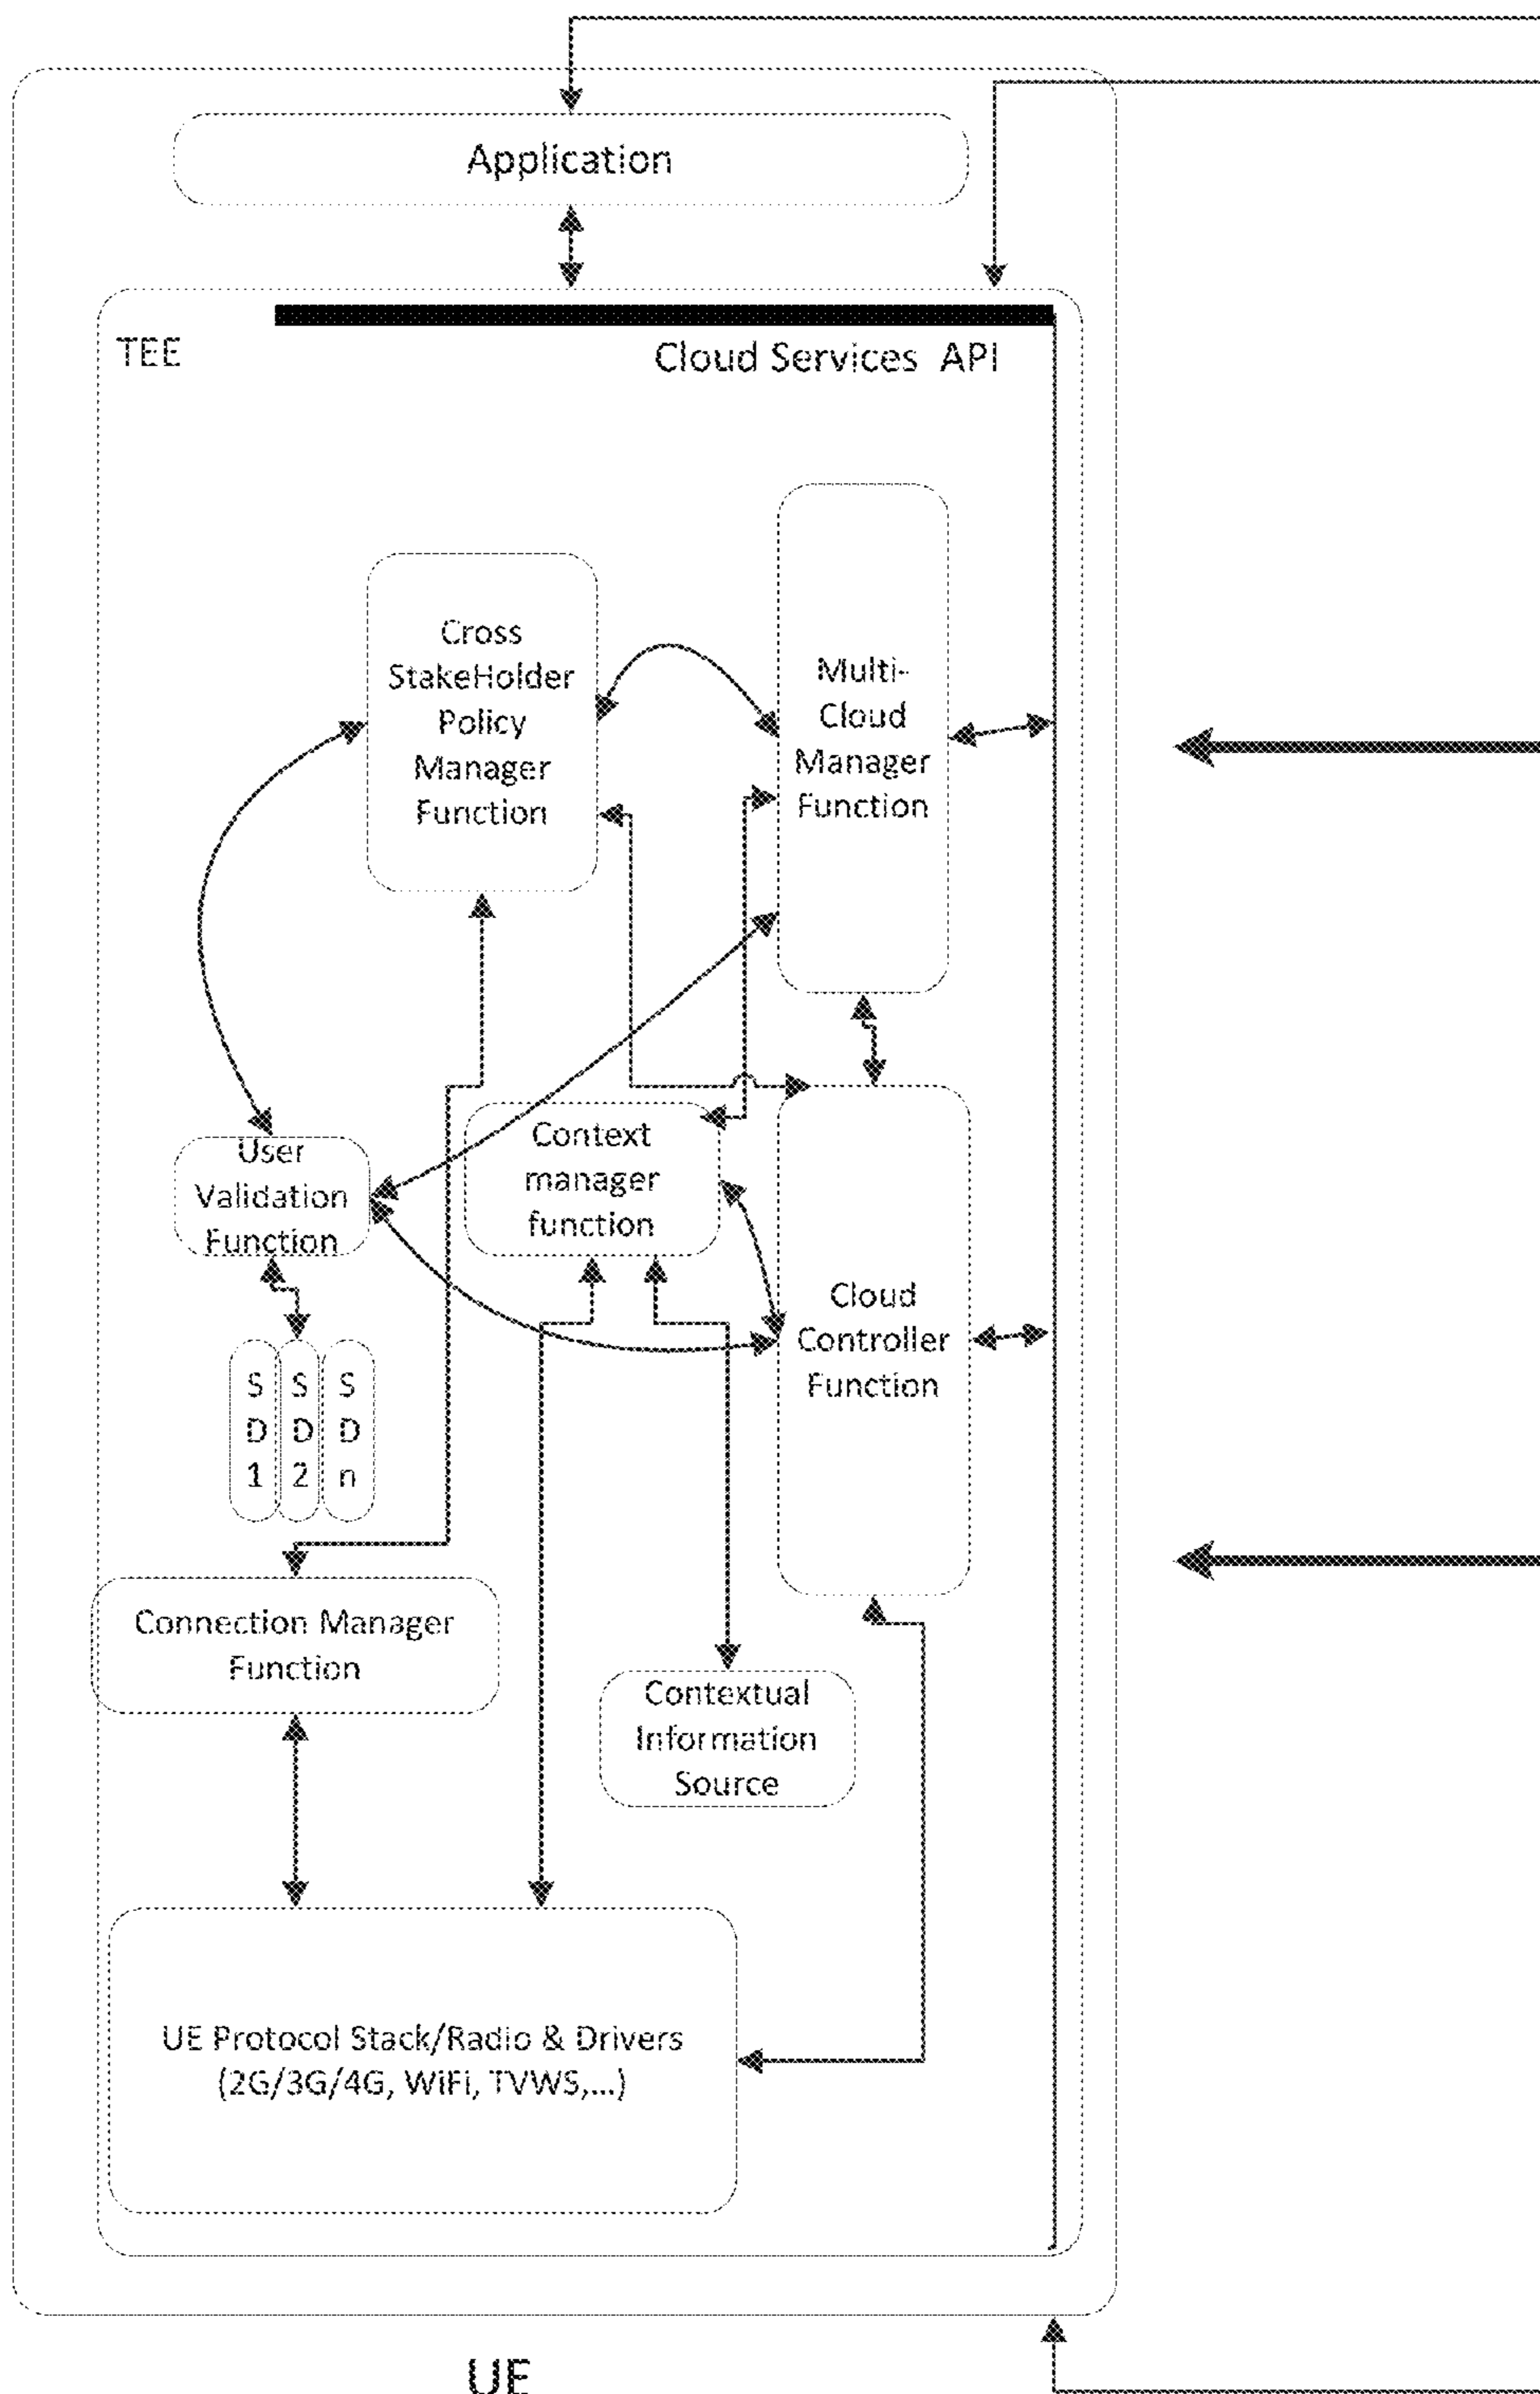 Application
TEE
Cloud Services API
Cross
StakeHolder
Policy
Manager
Function
Multi-
Cloud
Manager
Function
User
Validation
Function
Context
manager
function
Cloud
Controller
Function
S
D
1
S
D
2
S
D
n
Connection Manager
Function
Contextual
Information
Source
UE Protocol Stack/Radio & Drivers
(2G/3G/4G, WiFi, TVWS,...)
UE